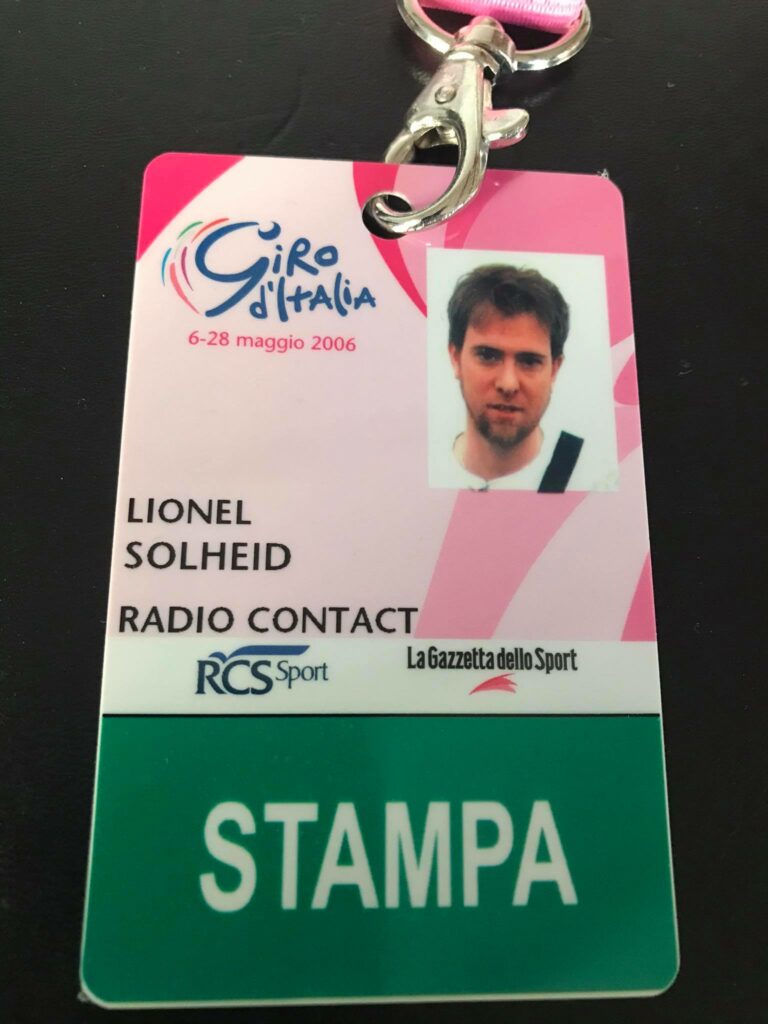 GiRO
d'Italia
6-28 maggio 2006
LIONEL
SOLHEID
RADIO CONTACT
RCS Sport
La Gazzetta dello Sport
STAMPA